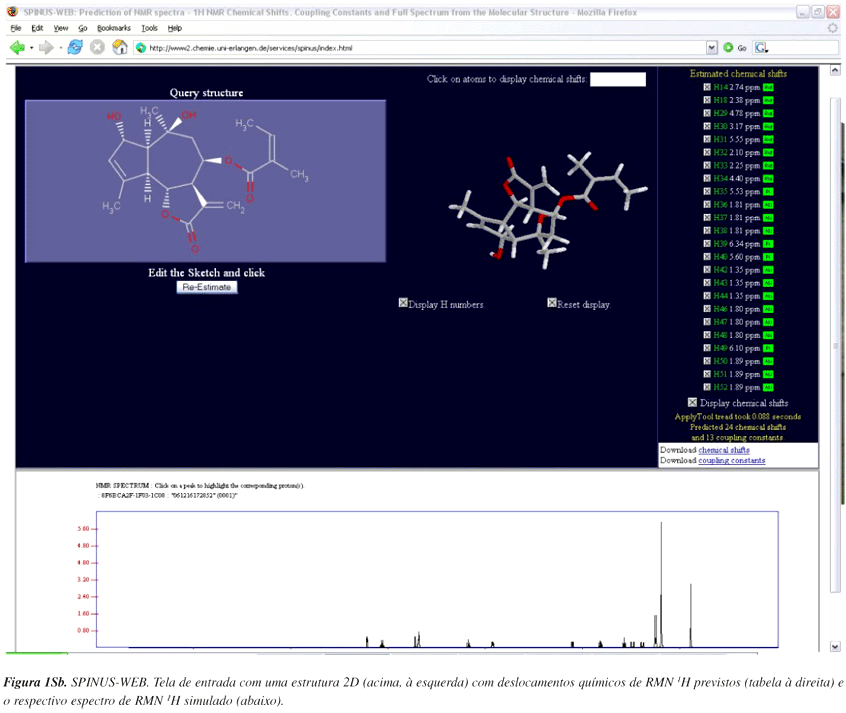 SPINUS-WEB: Prediction of NMR spectra - 1H NMR Chemical Shifts, Coupling Constants and Full Spectrum from the Molecular Structure - Mozilla Firefox
File Edit View Go Bookmarks Tools Help
http://www2.chemie.uni-erlangen.de/services/spinus/index.html Go
Query structure
Click on atoms to display chemical shifts:
Estimated chemical shifts
HO H₃C OH H H₃C
O CH₃
H O
H₃C O CH₂
O
H14 2.74 ppm
H18 2.38 ppm
H29 4.78 ppm
H30 3.17 ppm
H31 5.55 ppm
H32 2.10 ppm
H33 2.25 ppm
H34 4.40 ppm
H35 5.53 ppm
H36 1.81 ppm
H37 1.81 ppm
H38 1.81 ppm
H39 6.34 ppm
H40 5.60 ppm
H42 1.35 ppm
H43 1.35 ppm
H44 1.35 ppm
H46 1.80 ppm
H47 1.80 ppm
H48 1.80 ppm
H49 6.10 ppm
H50 1.89 ppm
H51 1.89 ppm
H52 1.89 ppm
Edit the Sketch and click
Re-Estimate
Display H numbers. Reset display.
Display chemical shifts
ApplyTool tread took 0.088 seconds
Predicted 24 chemical shifts
and 13 coupling constants
Download chemical shifts
Download coupling constants
NMR SPECTRUM : Click on a peak to highlight the corresponding proton(s).
5.60
4.80
4.00
3.20
2.40
1.60
0.80
Figura 1Sb. SPINUS-WEB. Tela de entrada com uma estrutura 2D (acima, à esquerda) com deslocamentos químicos de RMN ¹H previstos (tabela à direita) e
o respectivo espectro de RMN ¹H simulado (abaixo).